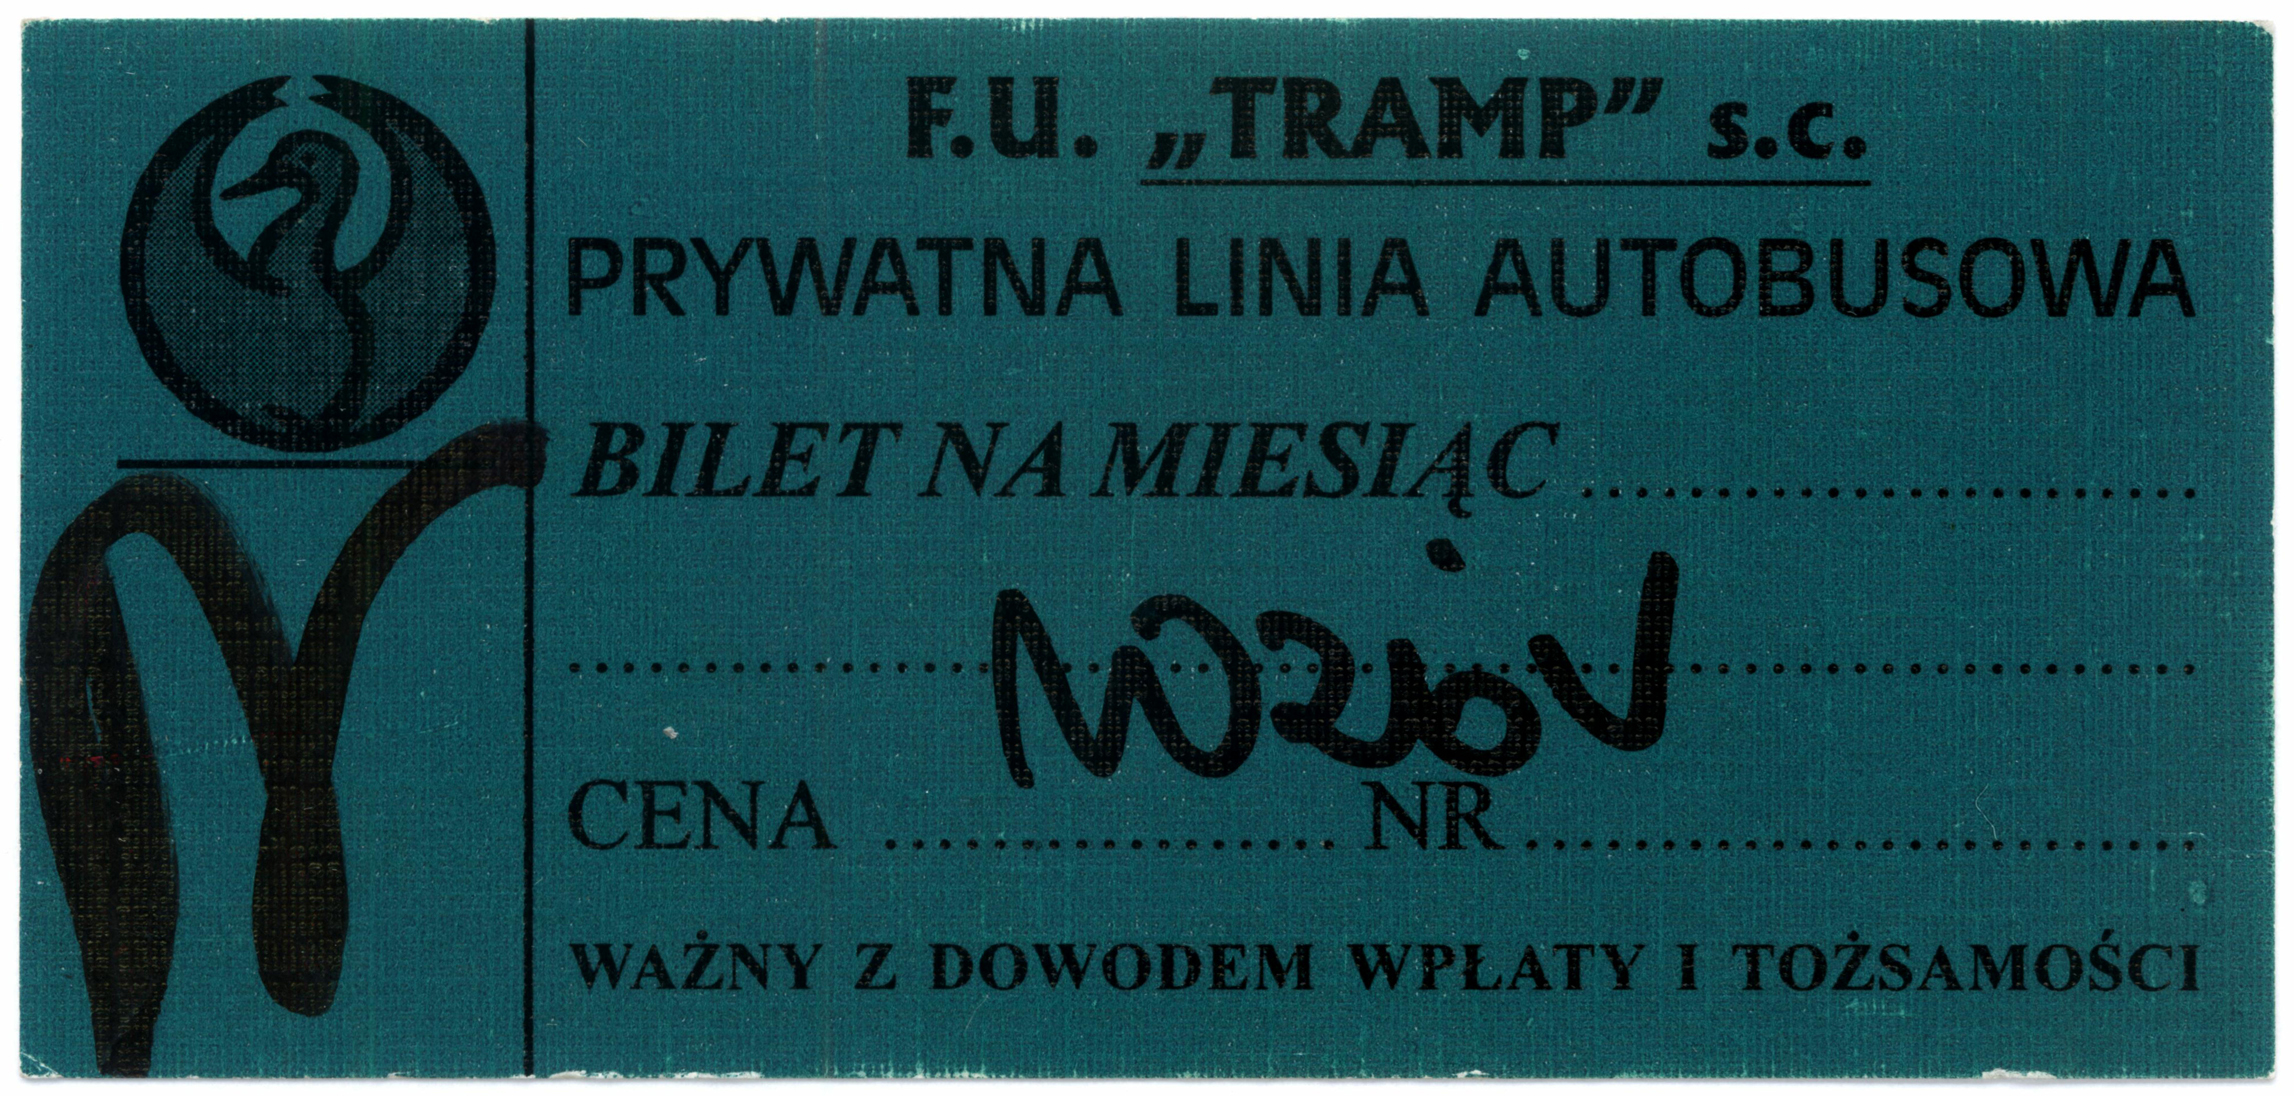 F.U. „TRAMP” s.c.
PRYWATNA LINIA AUTOBUSOWA
BILET NA MIESIĄC ........................
........................................
CENA ............ NR .................
WAŻNY Z DOWODEM WPŁATY I TOŻSAMOŚCI